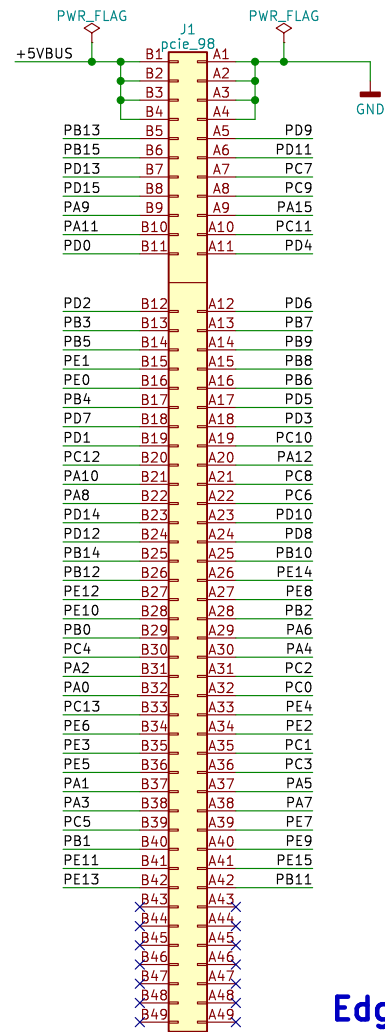 PWR_FLAG PWR_FLAG
J1
pcie_98
+5VBUS B1 A1
B2 A2
B3 A3
B4 A4 GND
PB13 B5 A5 PD9
PB15 B6 A6 PD11
PD13 B7 A7 PC7
PD15 B8 A8 PC9
PA9 B9 A9 PA15
PA11 B10 A10 PC11
PD0 B11 A11 PD4
PD2 B12 A12 PD6
PB3 B13 A13 PB7
PB5 B14 A14 PB9
PE1 B15 A15 PB8
PE0 B16 A16 PB6
PB4 B17 A17 PD5
PD7 B18 A18 PD3
PD1 B19 A19 PC10
PC12 B20 A20 PA12
PA10 B21 A21 PC8
PA8 B22 A22 PC6
PD14 B23 A23 PD10
PD12 B24 A24 PD8
PB14 B25 A25 PB10
PB12 B26 A26 PE14
PE12 B27 A27 PE8
PE10 B28 A28 PB2
PB0 B29 A29 PA6
PC4 B30 A30 PA4
PA2 B31 A31 PC2
PA0 B32 A32 PC0
PC13 B33 A33 PE4
PE6 B34 A34 PE2
PE3 B35 A35 PC1
PE5 B36 A36 PC3
PA1 B37 A37 PA5
PA3 B38 A38 PA7
PC5 B39 A39 PE7
PB1 B40 A40 PE9
PE11 B41 A41 PE15
PE13 B42 A42 PB11
B43 A43
B44 A44
B45 A45
B46 A46
B47 A47
B48 A48
B49 A49
Edg